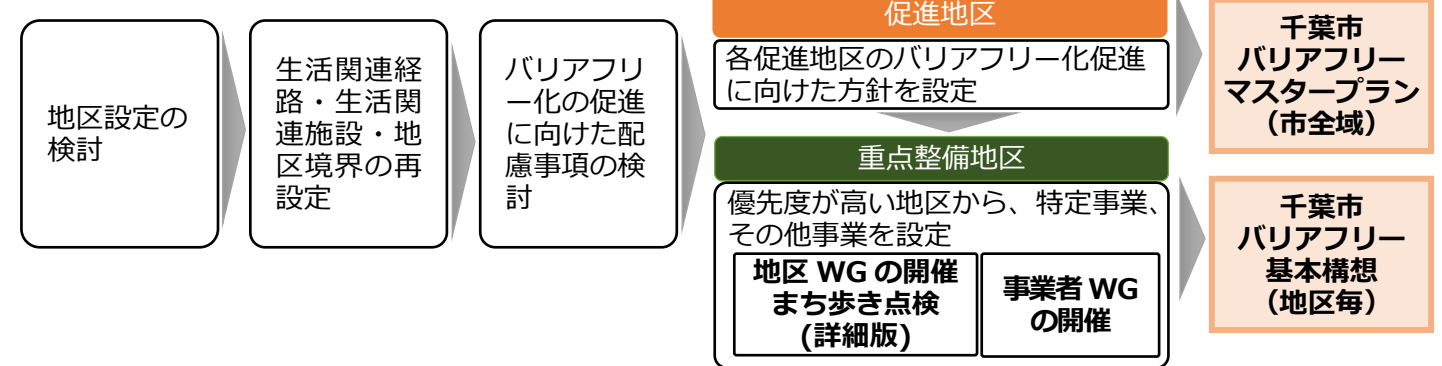 地区設定の
検討
生活関連経
路・生活関
連施設・地
区境界の再
設定
バリアフリ
ー化の促進
に向けた配
慮事項の検
討
促進地区
各促進地区のバリアフリー化促進
に向けた方針を設定
重点整備地区
優先度が高い地区から、特定事業、
その他事業を設定
地区 WG の開催
まち歩き点検
(詳細版)
事業者 WG
の開催
千葉市
バリアフリー
マスタープラン
（市全域）
千葉市
バリアフリー
基本構想
（地区毎）